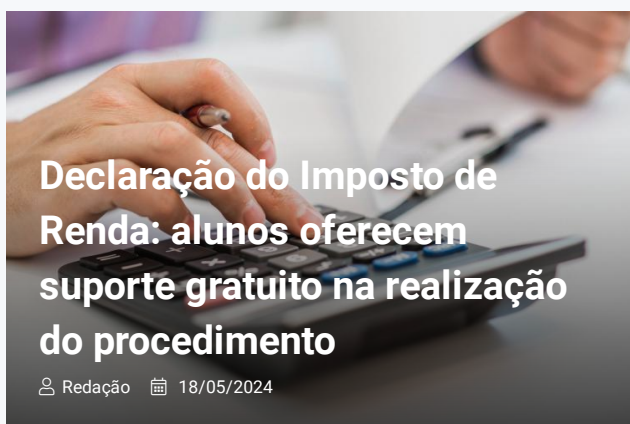 Declaração do Imposto de
Renda: alunos oferecem
suporte gratuito na realização
do procedimento
Redação 18/05/2024